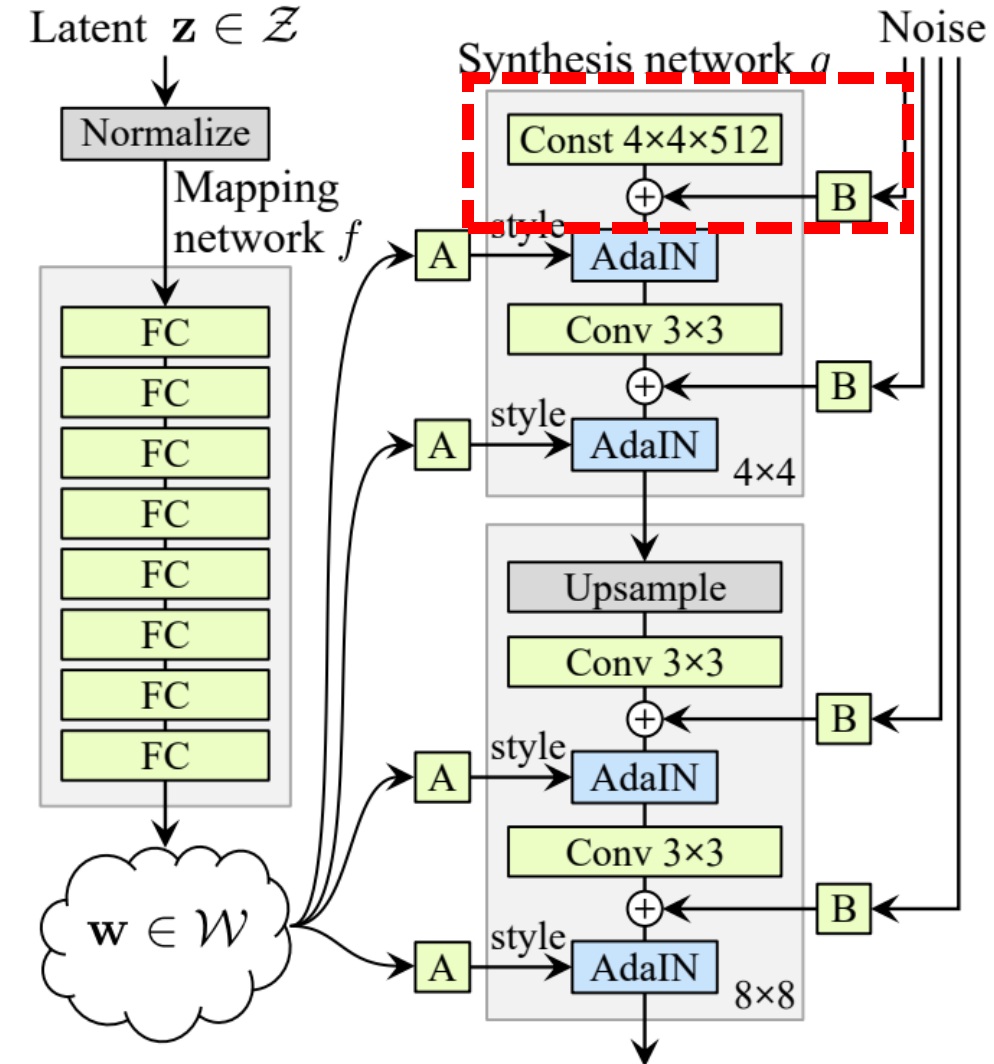 Latent z ∈ 𝒵
Normalize
Mapping
network f
FC
FC
FC
FC
FC
FC
FC
FC
w ∈ 𝒲
Noise
Synthesis network g
Const 4×4×512
+
B
style
A
AdaIN
Conv 3×3
+
B
style
A
AdaIN
4×4
Upsample
Conv 3×3
+
B
style
A
AdaIN
Conv 3×3
+
B
style
A
AdaIN
8×8